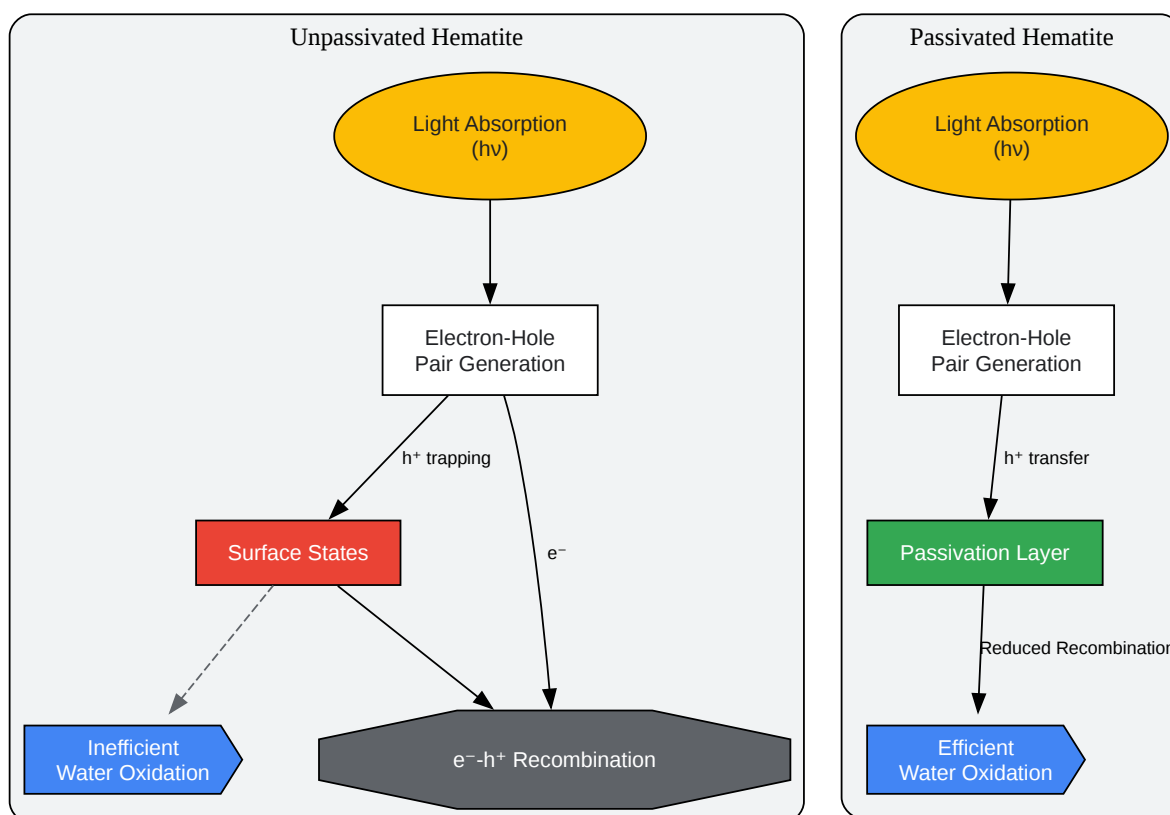 Unpassivated Hematite
Light Absorption
(hν)
Electron-Hole
Pair Generation
h⁺ trapping
e⁻
Surface States
Inefficient
Water Oxidation
e⁻-h⁺ Recombination
Passivated Hematite
Light Absorption
(hν)
Electron-Hole
Pair Generation
h⁺ transfer
Passivation Layer
Reduced Recombination
Efficient
Water Oxidation